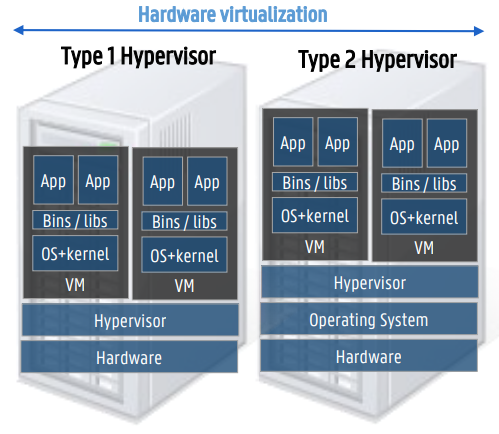 Hardware virtualization
Type 1 Hypervisor
App App App App
Bins / libs Bins / libs
OS+kernel OS+kernel
VM VM
Hypervisor
Hardware
Type 2 Hypervisor
App App App App
Bins / libs Bins / libs
OS+kernel OS+kernel
VM VM
Hypervisor
Operating System
Hardware